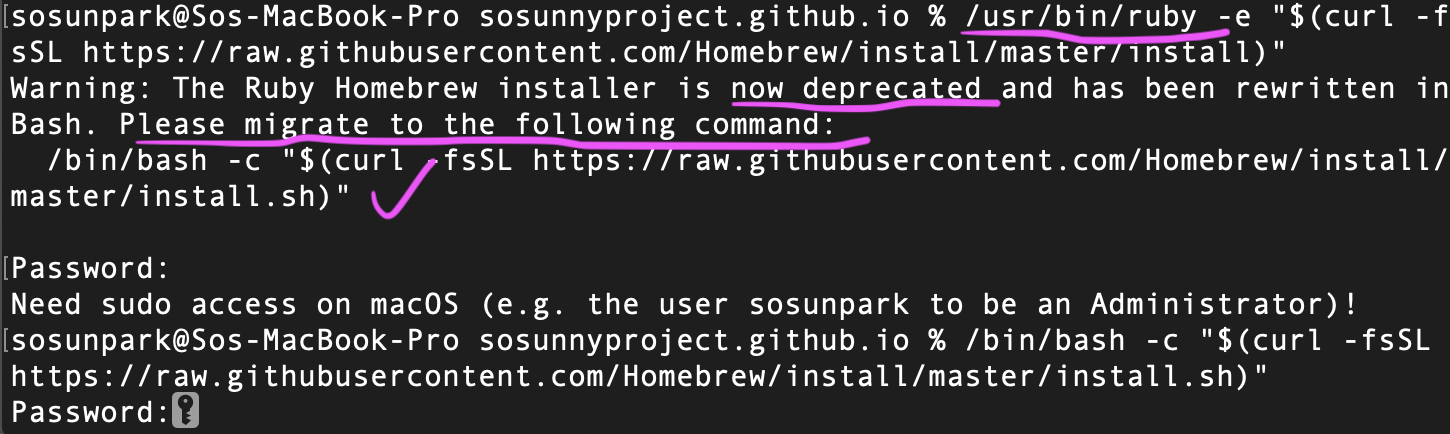 [sosunpark@Sos-MacBook-Pro sosunnyproject.github.io % /usr/bin/ruby -e "$(curl -f
sSL https://raw.githubusercontent.com/Homebrew/install/master/install)"
Warning: The Ruby Homebrew installer is now deprecated and has been rewritten in
Bash. Please migrate to the following command:
  /bin/bash -c "$(curl -fsSL https://raw.githubusercontent.com/Homebrew/install/
master/install.sh)"
[Password:
Need sudo access on macOS (e.g. the user sosunpark to be an Administrator)!
[sosunpark@Sos-MacBook-Pro sosunnyproject.github.io % /bin/bash -c "$(curl -fsSL
https://raw.githubusercontent.com/Homebrew/install/master/install.sh)"
Password: